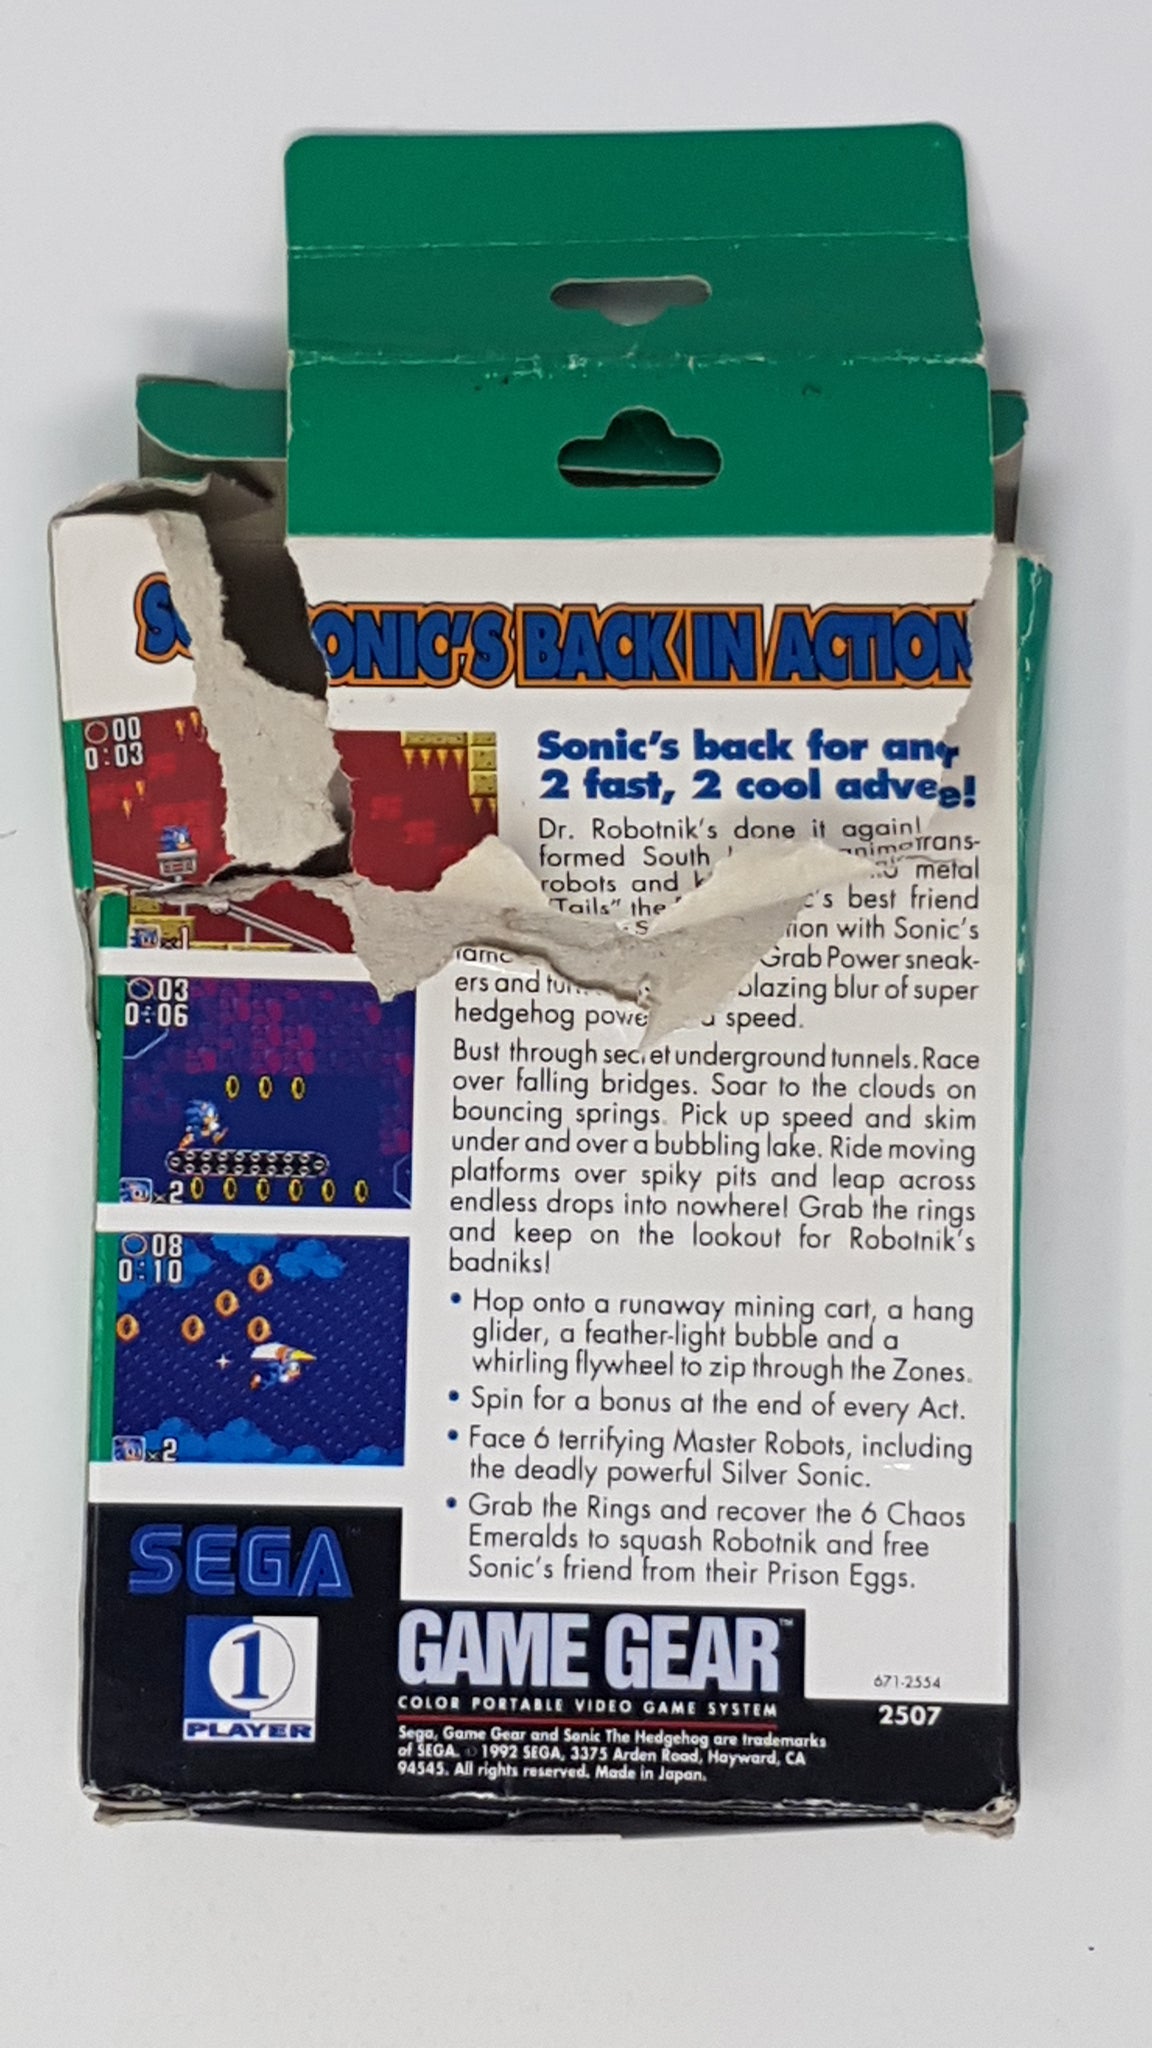 ONIC'S BACK IN ACTION
00
0:03
Sonic's back for
2 fast, 2 cool
Dr. Robotnik's done it again!
formed South
robots and metal
"Tails" the best friend
with Sonic's
Grab Power sneak-
ers and blazing blur of super
hedgehog speed.
×1
03
0:06
×2
08
0:10
×2
Bust through secret underground tunnels. Race
over falling bridges. Soar to the clouds on
bouncing springs. Pick up speed and skim
under and over a bubbling lake. Ride moving
platforms over spiky pits and leap across
endless drops into nowhere! Grab the rings
and keep on the lookout for Robotnik's
badniks!
• Hop onto a runaway mining cart, a hang
glider, a feather-light bubble and a
whirling flywheel to zip through the Zones.
• Spin for a bonus at the end of every Act.
• Face 6 terrifying Master Robots, including
the deadly powerful Silver Sonic.
• Grab the Rings and recover the 6 Chaos
Emeralds to squash Robotnik and free
Sonic's friend from their Prison Eggs.
SEGA™
1
PLAYER
GAME GEAR™
COLOR PORTABLE VIDEO GAME SYSTEM
Sega, Game Gear and Sonic The Hedgehog are trademarks
of SEGA. © 1992 SEGA, 3375 Arden Road, Hayward, CA
94545. All rights reserved. Made in Japan.
671-2554
2507